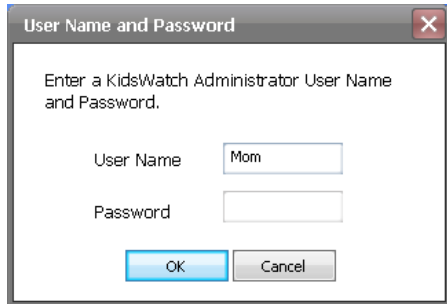 User Name and Password
Enter a KidsWatch Administrator User Name
and Password.
User Name Mom
Password
OK Cancel